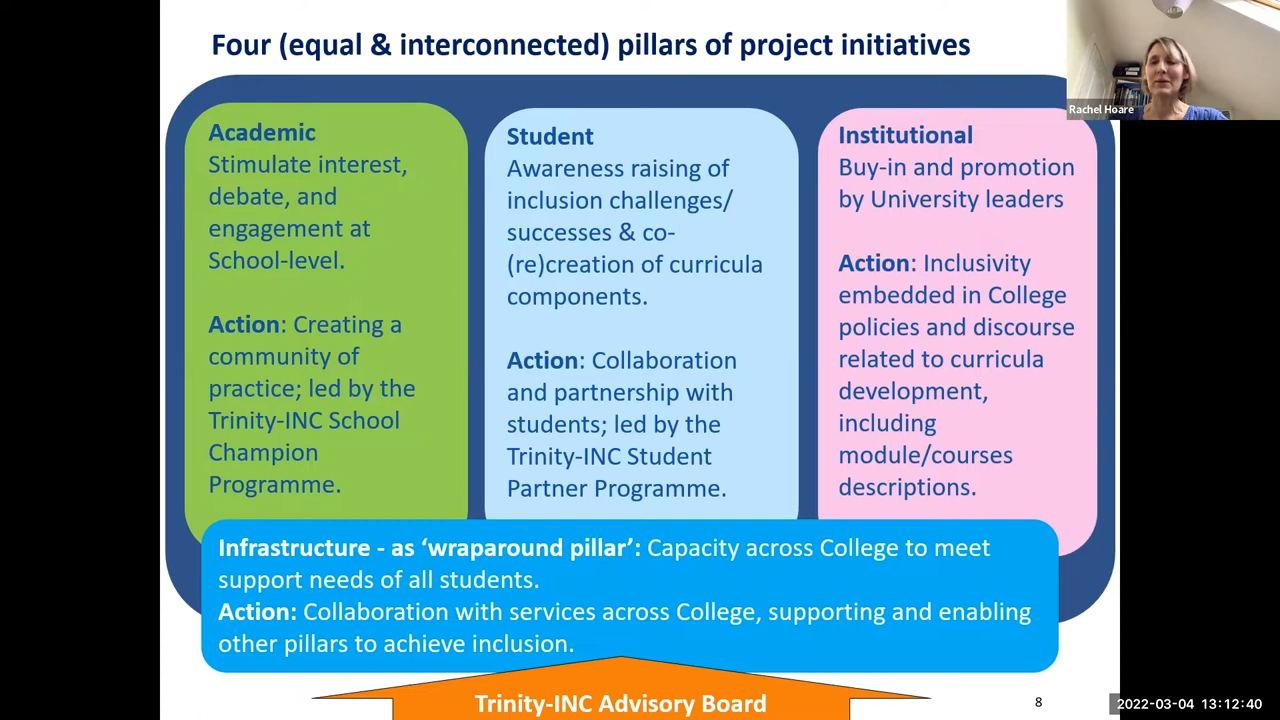 Four (equal & interconnected) pillars of project initiatives
Rachel Hoare
Academic
Stimulate interest,
debate, and
engagement at
School-level.
Action: Creating a
community of
practice; led by the
Trinity-INC School
Champion
Programme.
Student
Awareness raising of
inclusion challenges/
successes & co-
(re)creation of curricula
components.
Action: Collaboration
and partnership with
students; led by the
Trinity-INC Student
Partner Programme.
Institutional
Buy-in and promotion
by University leaders
Action: Inclusivity
embedded in College
policies and discourse
related to curricula
development,
including
module/courses
descriptions.
Infrastructure - as ‘wraparound pillar’: Capacity across College to meet
support needs of all students.
Action: Collaboration with services across College, supporting and enabling
other pillars to achieve inclusion.
Trinity-INC Advisory Board
8
2022-03-04 13:12:40